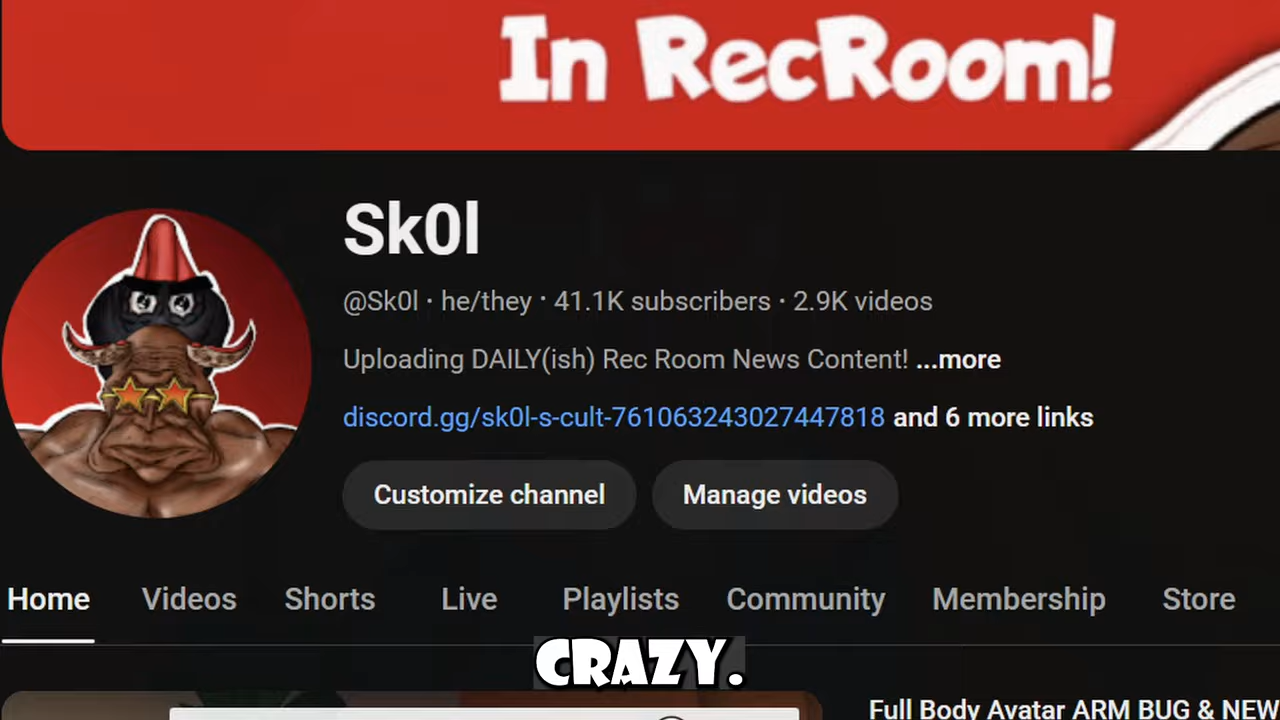 In RecRoom!
Sk0l
@Sk0l · he/they · 41.1K subscribers · 2.9K videos
Uploading DAILY(ish) Rec Room News Content! ...more
discord.gg/sk0l-s-cult-761063243027447818 and 6 more links
Customize channel Manage videos
Home Videos Shorts Live Playlists Community Membership Store
CRAZY.
Full Body Avatar ARM BUG & NEW